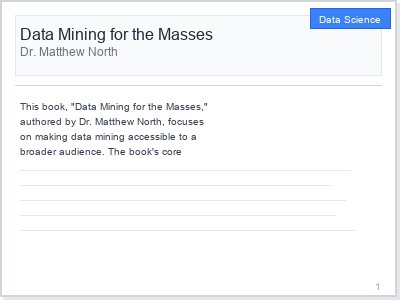 Data Science
Data Mining for the Masses
Dr. Matthew North
This book, "Data Mining for the Masses,"
authored by Dr. Matthew North, focuses
on making data mining accessible to a
broader audience. The book's core
1